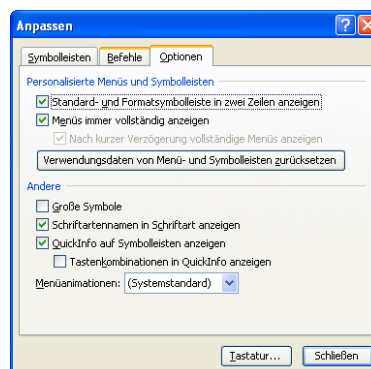 Anpassen
Symbolleisten Befehle Optionen
Personalisierte Menüs und Symbolleisten
Standard- und Formatsymbolleiste in zwei Zeilen anzeigen
Menüs immer vollständig anzeigen
Nach kurzer Verzögerung vollständige Menüs anzeigen
Verwendungsdaten von Menü- und Symbolleisten zurücksetzen
Andere
Große Symbole
Schriftartennamen in Schriftart anzeigen
QuickInfo auf Symbolleisten anzeigen
Tastenkombinationen in QuickInfo anzeigen
Menüanimationen: (Systemstandard)
Tastatur... Schließen